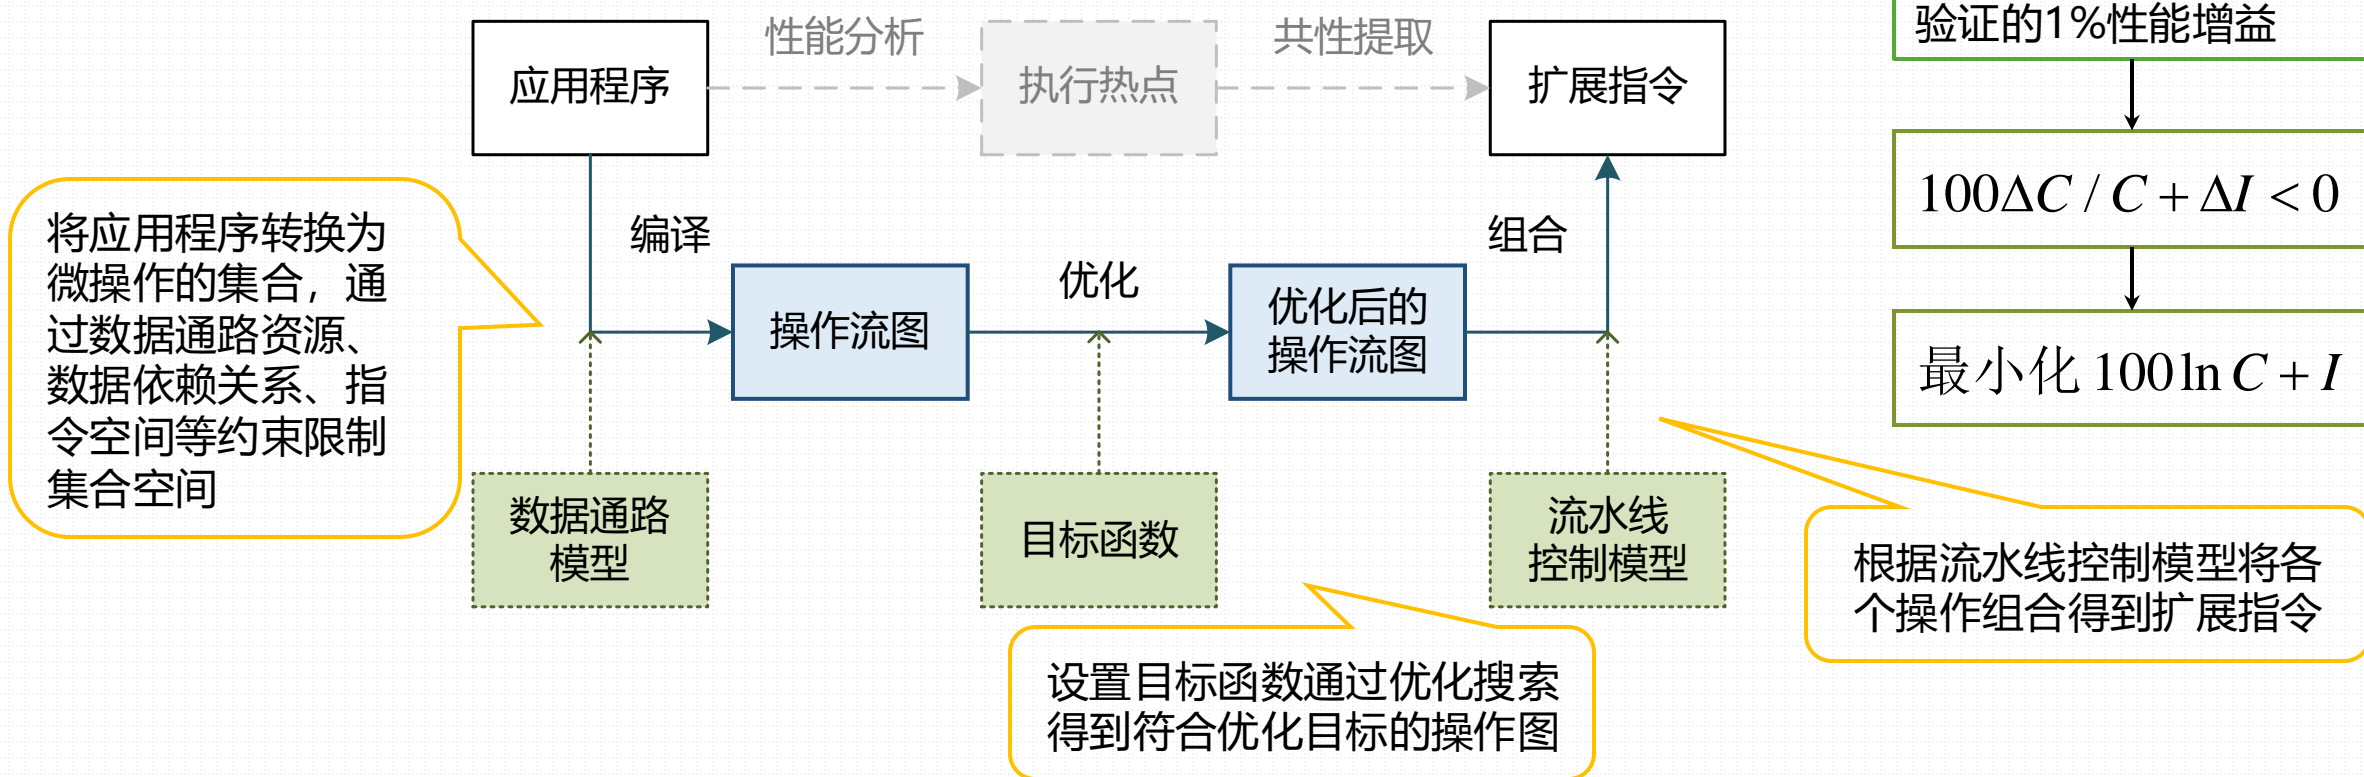 性能分析
共性提取
验证的1%性能增益
应用程序
执行热点
扩展指令
100ΔC / C + ΔI < 0
将应用程序转换为
微操作的集合，通
过数据通路资源、
数据依赖关系、指
令空间等约束限制
集合空间
编译
组合
优化
操作流图
优化后的
操作流图
最小化 100 ln C + I
数据通路
模型
目标函数
流水线
控制模型
根据流水线控制模型将各
个操作组合得到扩展指令
设置目标函数通过优化搜索
得到符合优化目标的操作图